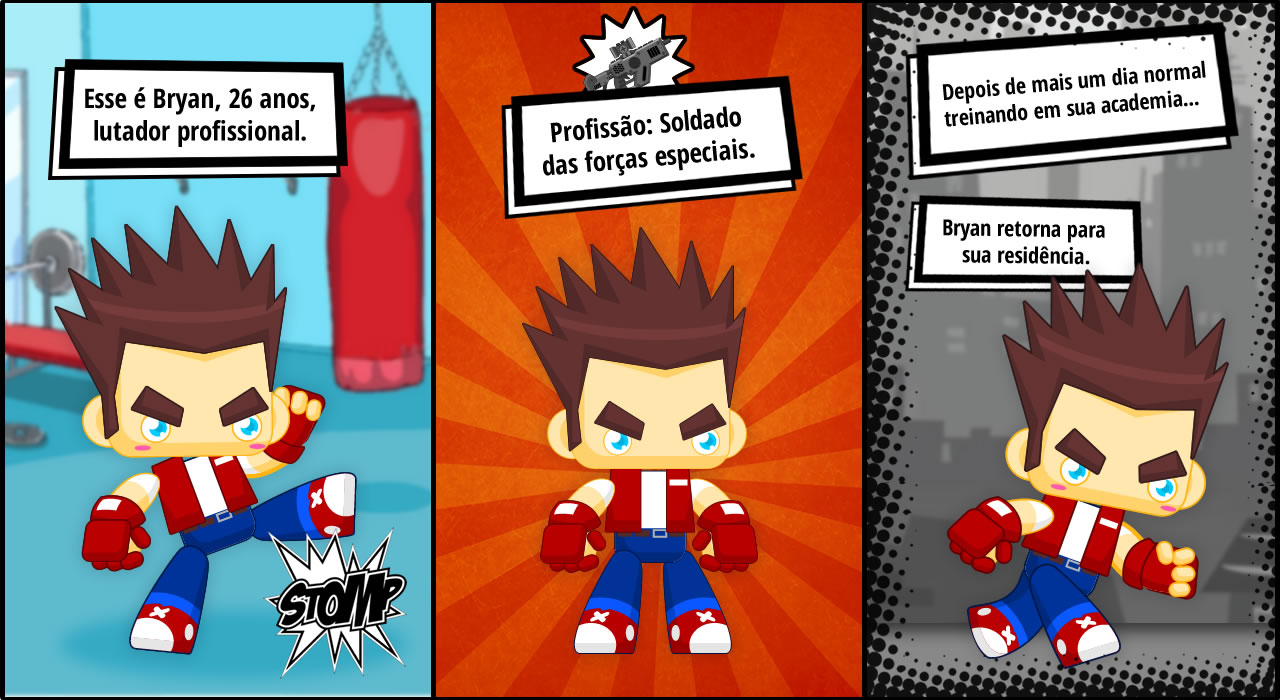 Esse é Bryan, 26 anos,
lutador profissional.
STOMP
Profissão: Soldado
das forças especiais.
Depois de mais um dia normal
treinando em sua academia...
Bryan retorna para
sua residência.